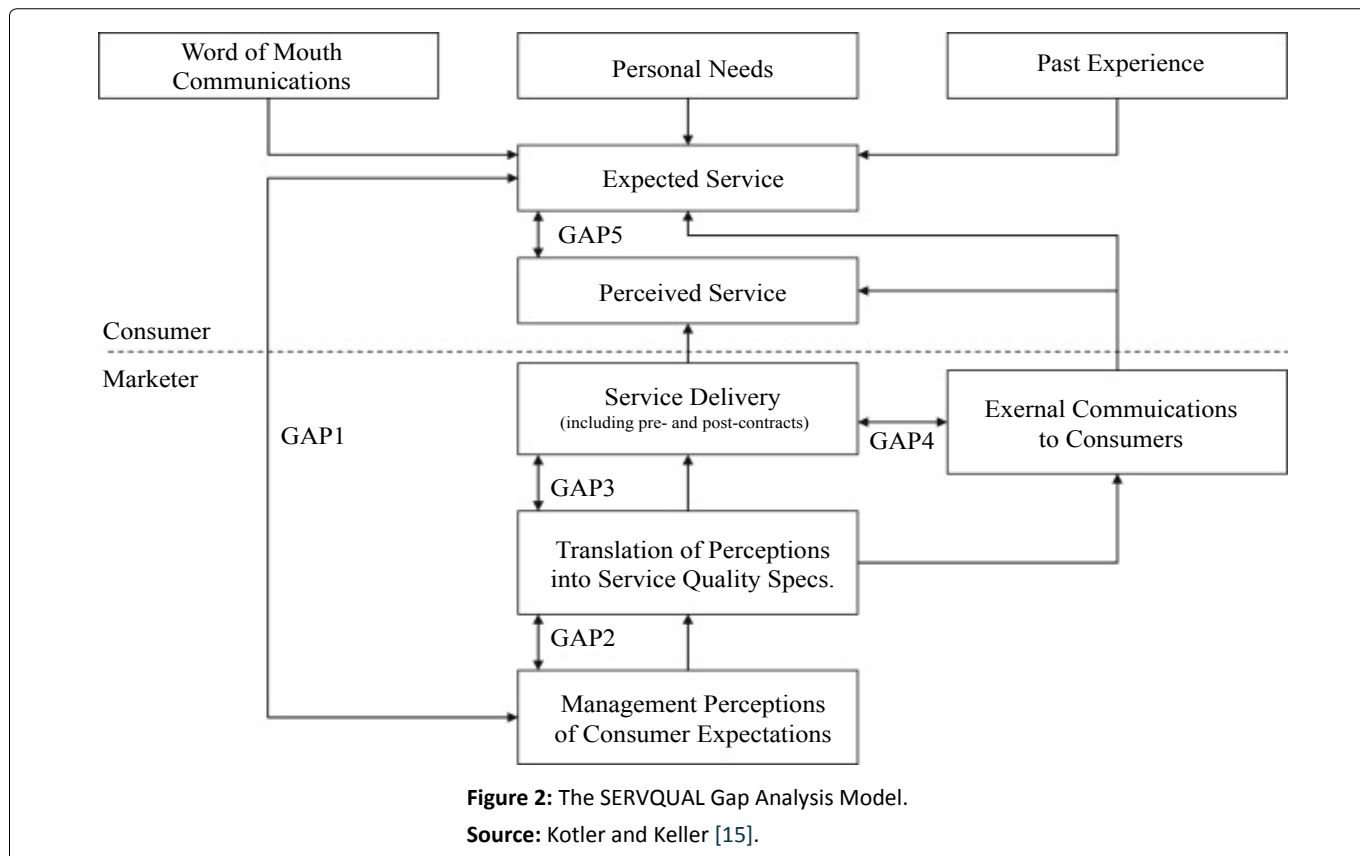 Word of Mouth
Communications
Personal Needs
Past Experience
Expected Service
GAP5
Perceived Service
Consumer
Marketer
Service Delivery
(including pre- and post-contracts)
Exernal Commuications
to Consumers
GAP4
GAP1
GAP3
Translation of Perceptions
into Service Quality Specs.
GAP2
Management Perceptions
of Consumer Expectations
Figure 2: The SERVQUAL Gap Analysis Model.
Source: Kotler and Keller [15].